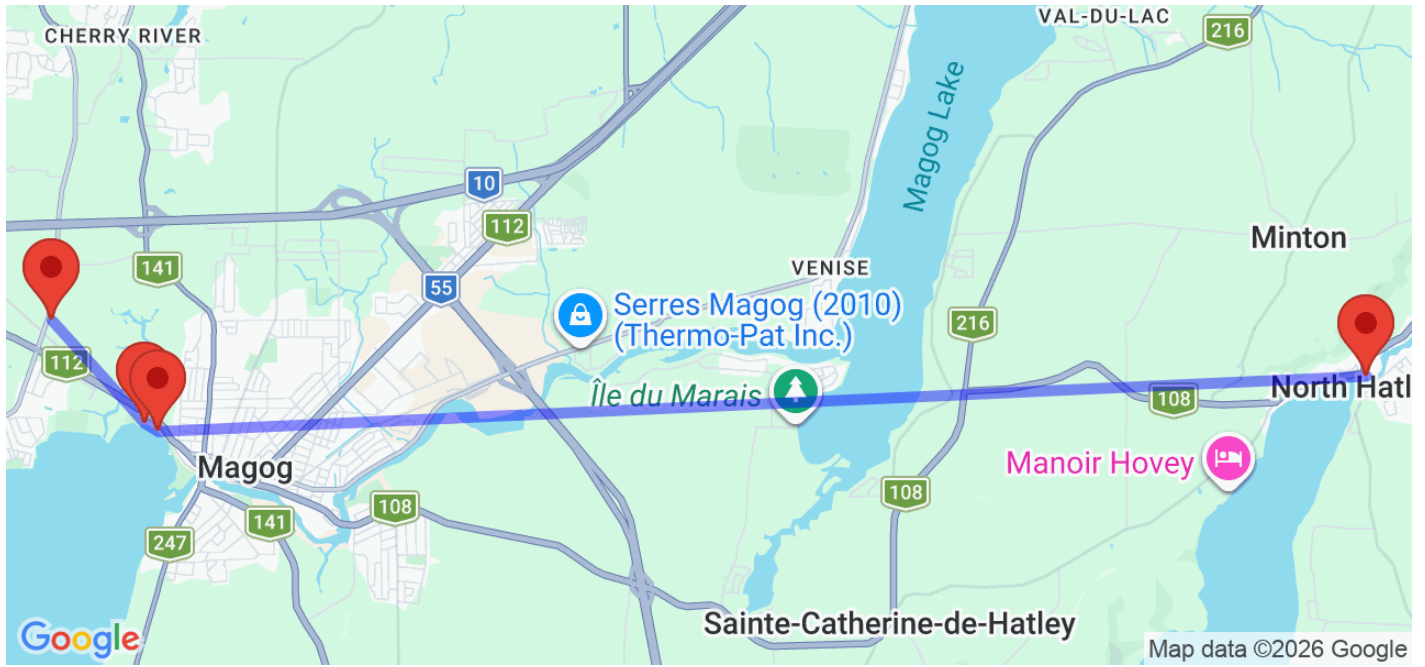 CHERRY RIVER
VAL-DU-LAC
216
Magog Lake
10
112
Minton
141
VENISE
55
Serres Magog (2010)
(Thermo-Pat Inc.)
216
112
Île du Marais
North Hatl
108
Magog
Manoir Hovey
108
108
141
247
Sainte-Catherine-de-Hatley
Google
Map data ©2026 Google